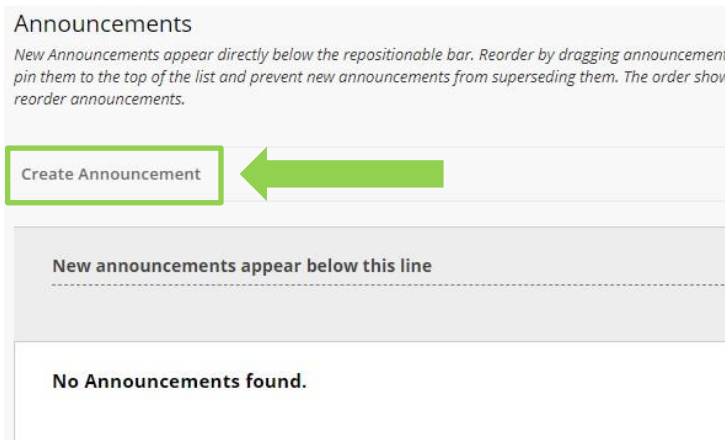 Announcements
New Announcements appear directly below the repositionable bar. Reorder by dragging announcement
pin them to the top of the list and prevent new announcements from superseding them. The order show
reorder announcements.
Create Announcement
New announcements appear below this line
No Announcements found.